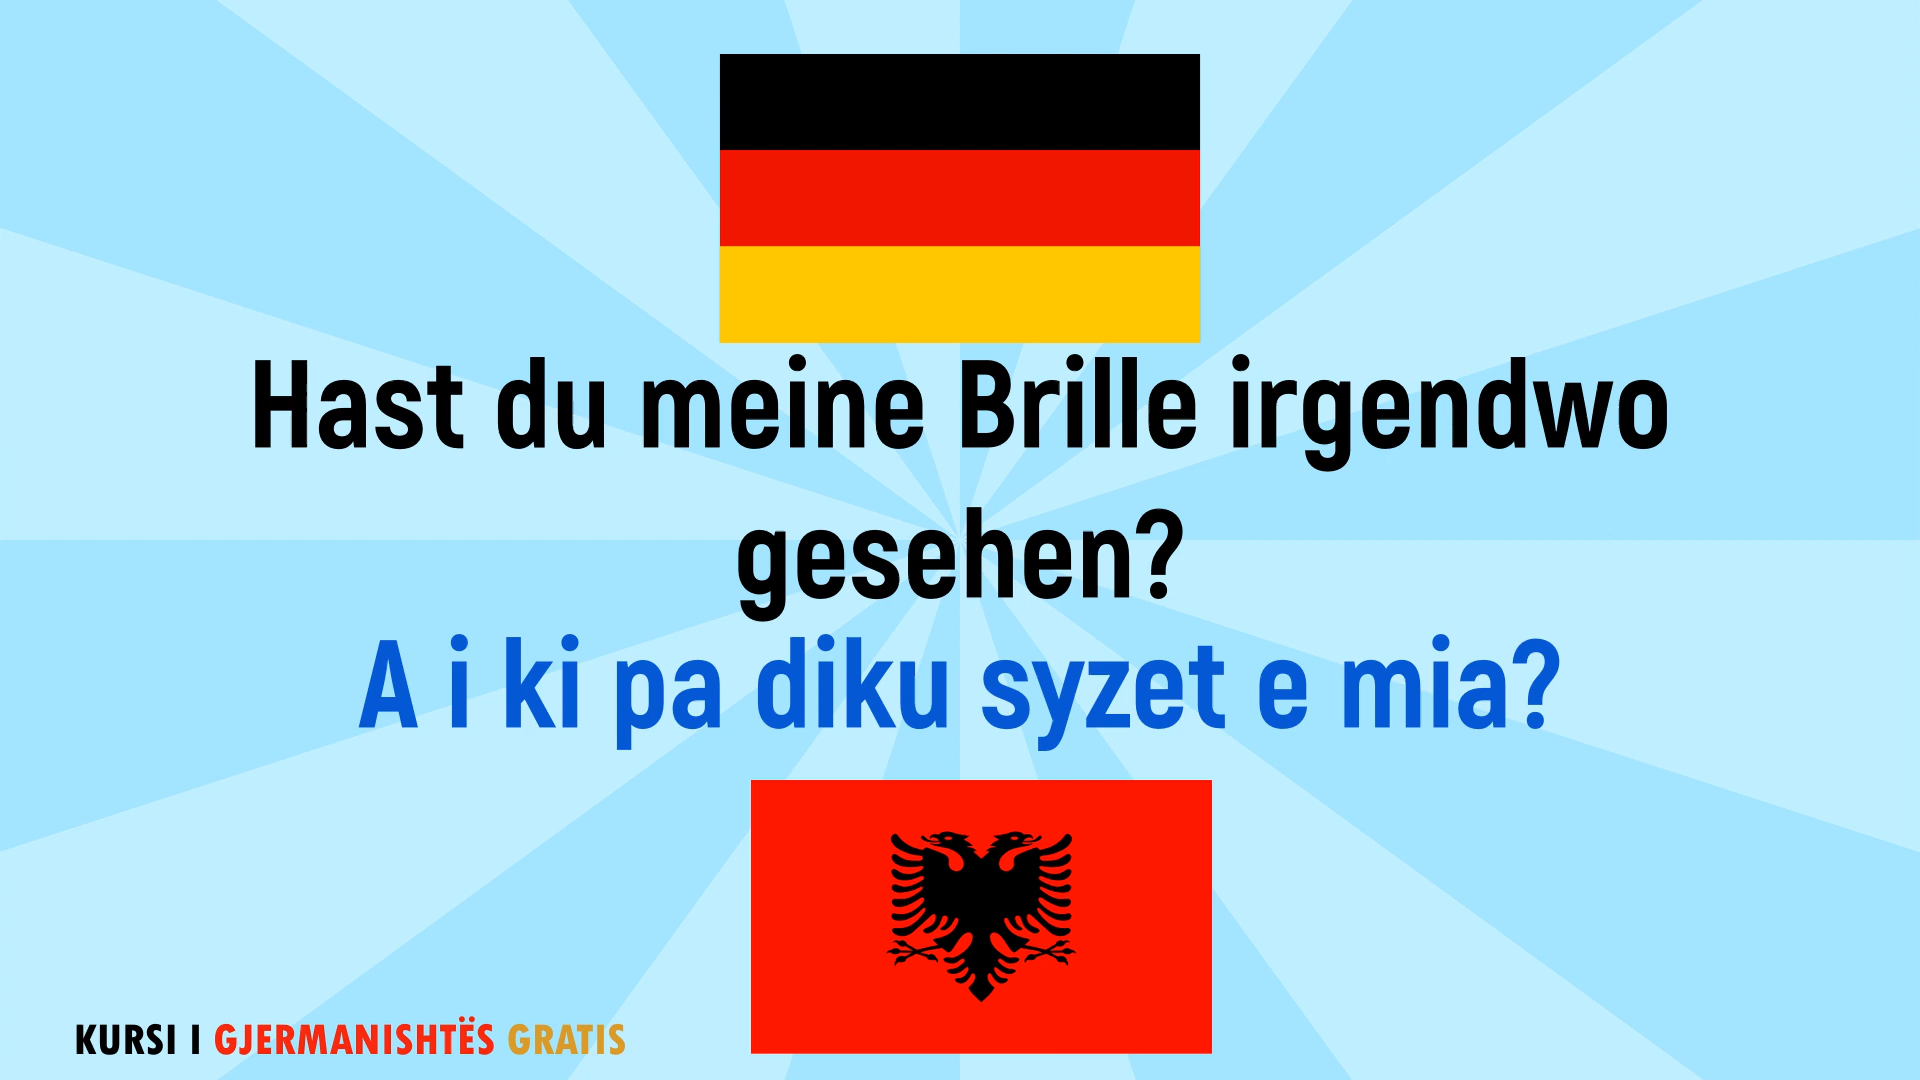 Hast du meine Brille irgendwo
gesehen?
A i ki pa diku syzet e mia?
KURSI I GJERMANISHTËS GRATIS